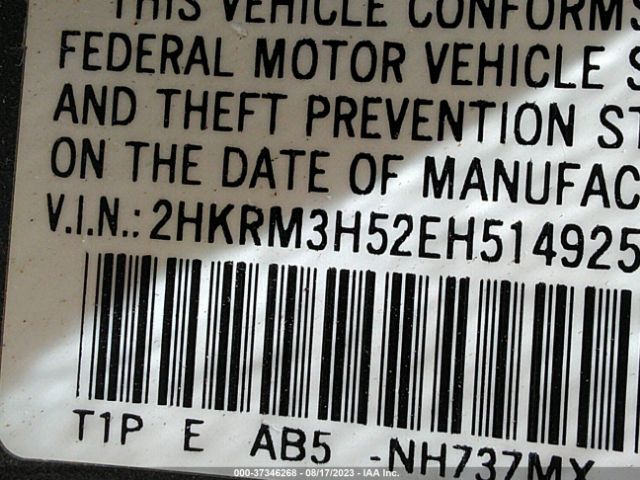 THIS VEHICLE CONFORMS
FEDERAL MOTOR VEHICLE S
AND THEFT PREVENTION ST
ON THE DATE OF MANUFAC
V.I.N.: 2HKRM3H52EH514925
T1P E AB5 -NH737MX
000-37346268 - 08/17/2023 - IAA Inc.